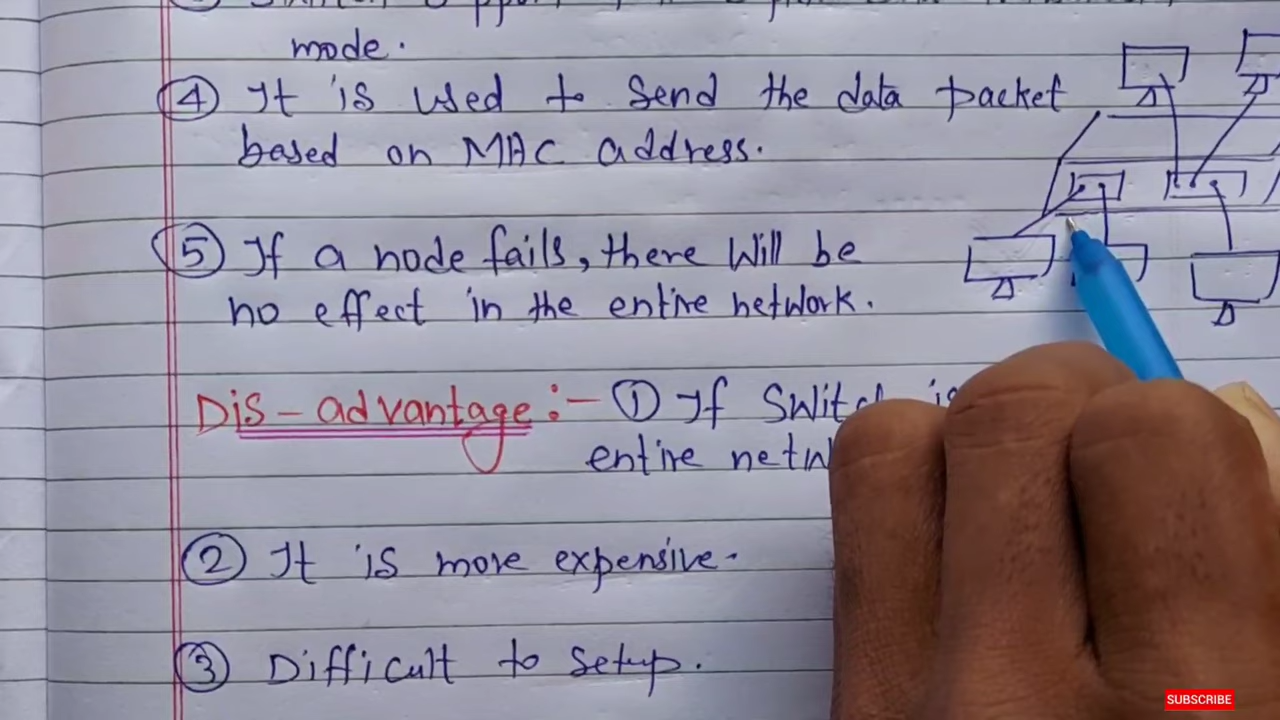 mode.
④ It is used to send the data packet
based on MAC address.
⑤ If a node fails, there will be
no effect in the entire network.
Dis-advantage :- ① If Switch is
entire
② It is more expensive.
③ Difficult to setup.
SUBSCRIBE